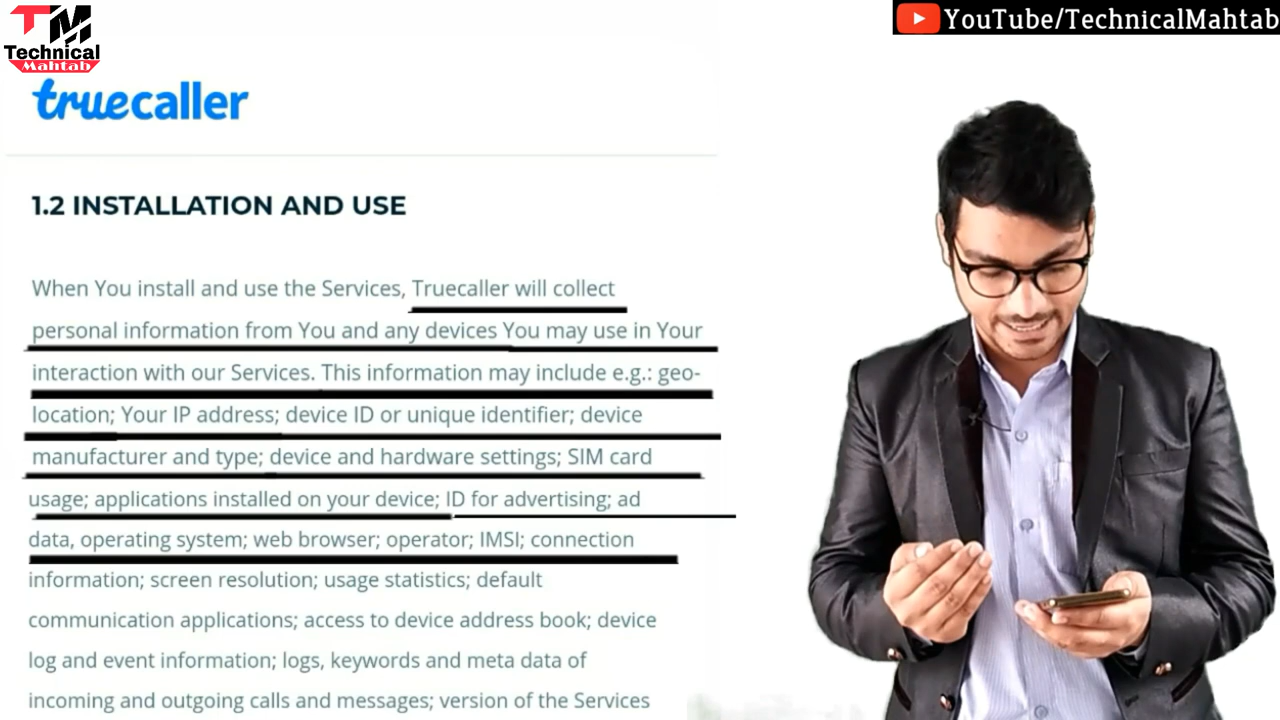 TM
Technical
Mahtab
YouTube/TechnicalMahtab
truecaller
1.2 INSTALLATION AND USE
When You install and use the Services, Truecaller will collect
personal information from You and any devices You may use in Your
interaction with our Services. This information may include e.g.: geo-
location; Your IP address; device ID or unique identifier; device
manufacturer and type; device and hardware settings; SIM card
usage; applications installed on your device; ID for advertising; ad
data, operating system; web browser; operator; IMSI; connection
information; screen resolution; usage statistics; default
communication applications; access to device address book; device
log and event information; logs, keywords and meta data of
incoming and outgoing calls and messages; version of the Services